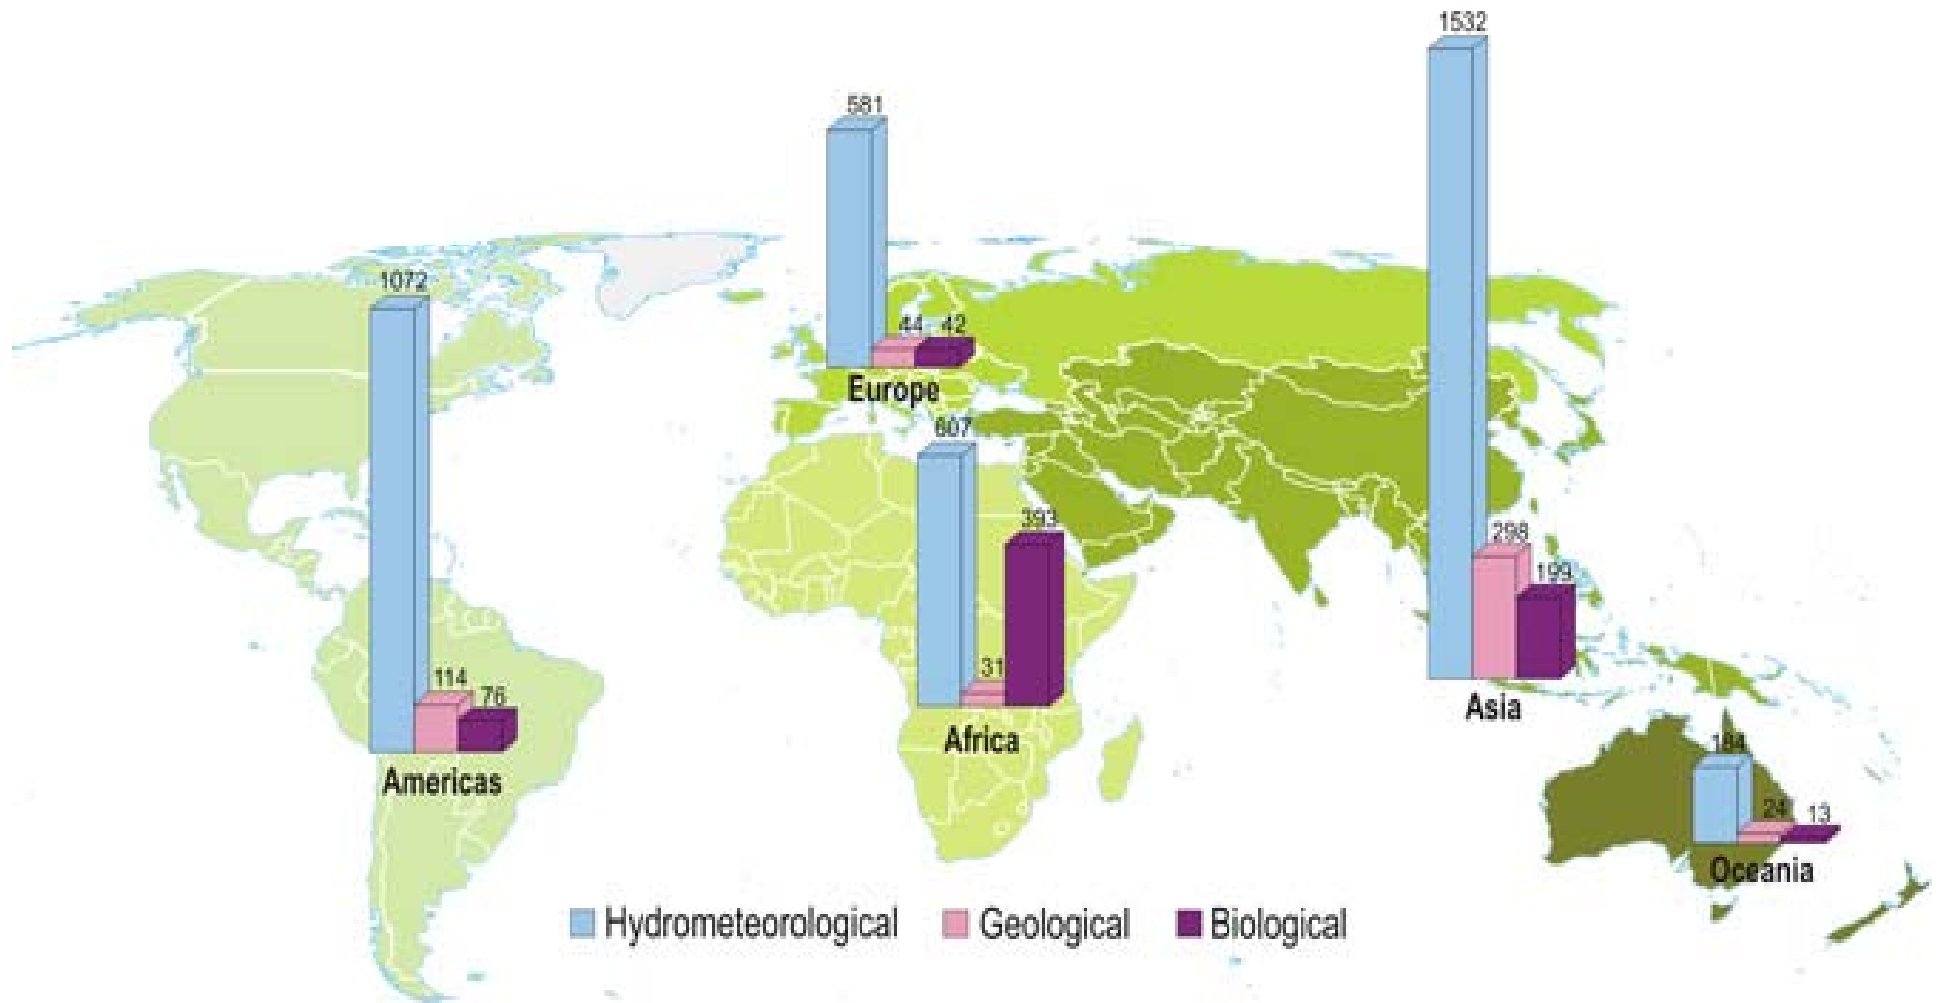 1532
581
1072
44 42
Europe
607
393
298
199
31
114
76
Asia
Africa
184
Americas
24 13
Oceania
Hydrometeorological Geological Biological